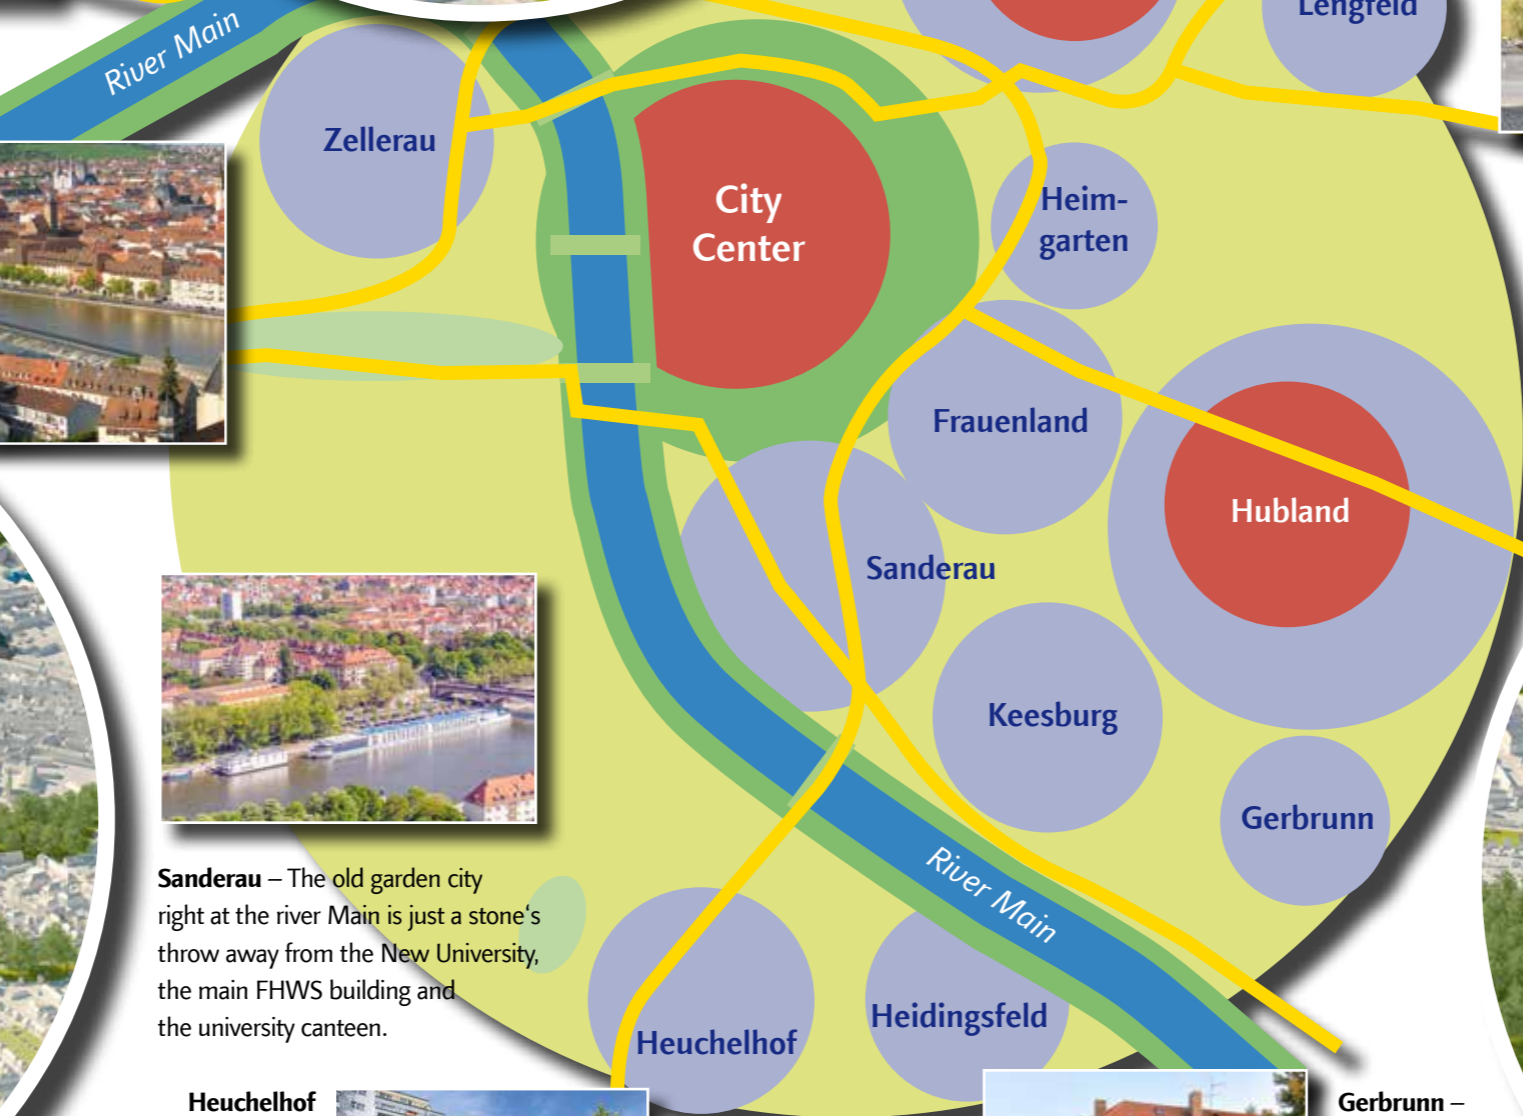 Lengfeld
River Main
Zellerau
City
Center
Heim-
garten
Frauenland
Hubland
Sanderau
Keesburg
Gerbrunn
River Main
Sanderau – The old garden city
right at the river Main is just a stone‘s
throw away from the New University,
the main FHWS building and
the university canteen.
Heidingsfeld
Heuchelhof
Heuchelhof
Gerbrunn –